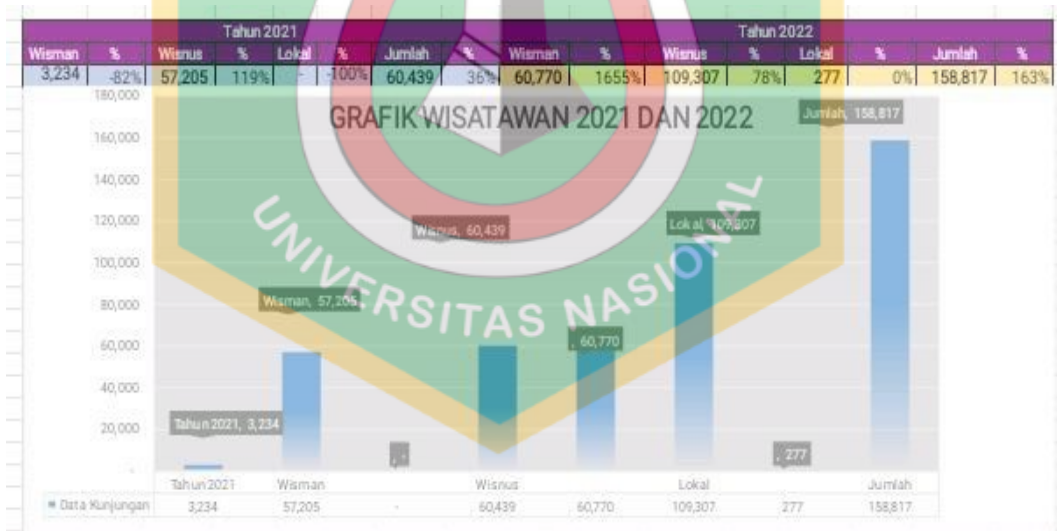 Tahun 2021 Tahun 2022
Wisman % Wisnus % Lokal % Jumlah % Wisman % Wisnus % Lokal % Jumlah %
3,234 -82% 57,205 119% - -100% 60,439 36% 60,770 1655% 109,307 78% 277 0% 158,817 163%
GRAFIK WISATAWAN 2021 DAN 2022
180,000
160,000
140,000
120,000
100,000
80,000
60,000
40,000
20,000
-
Jumlah, 158,817
Lokal, 109,307
Wisnus, 60,439
Wisman, 57,205
, 60,770
Tahun 2021, 3,234
, -
, 277
UNIVERSITAS NASIONAL
Tahun 2021 Wisman Wisnus Lokal Jumlah
Data Kunjungan 3,234 57,205 - 60,439 60,770 109,307 277 158,817